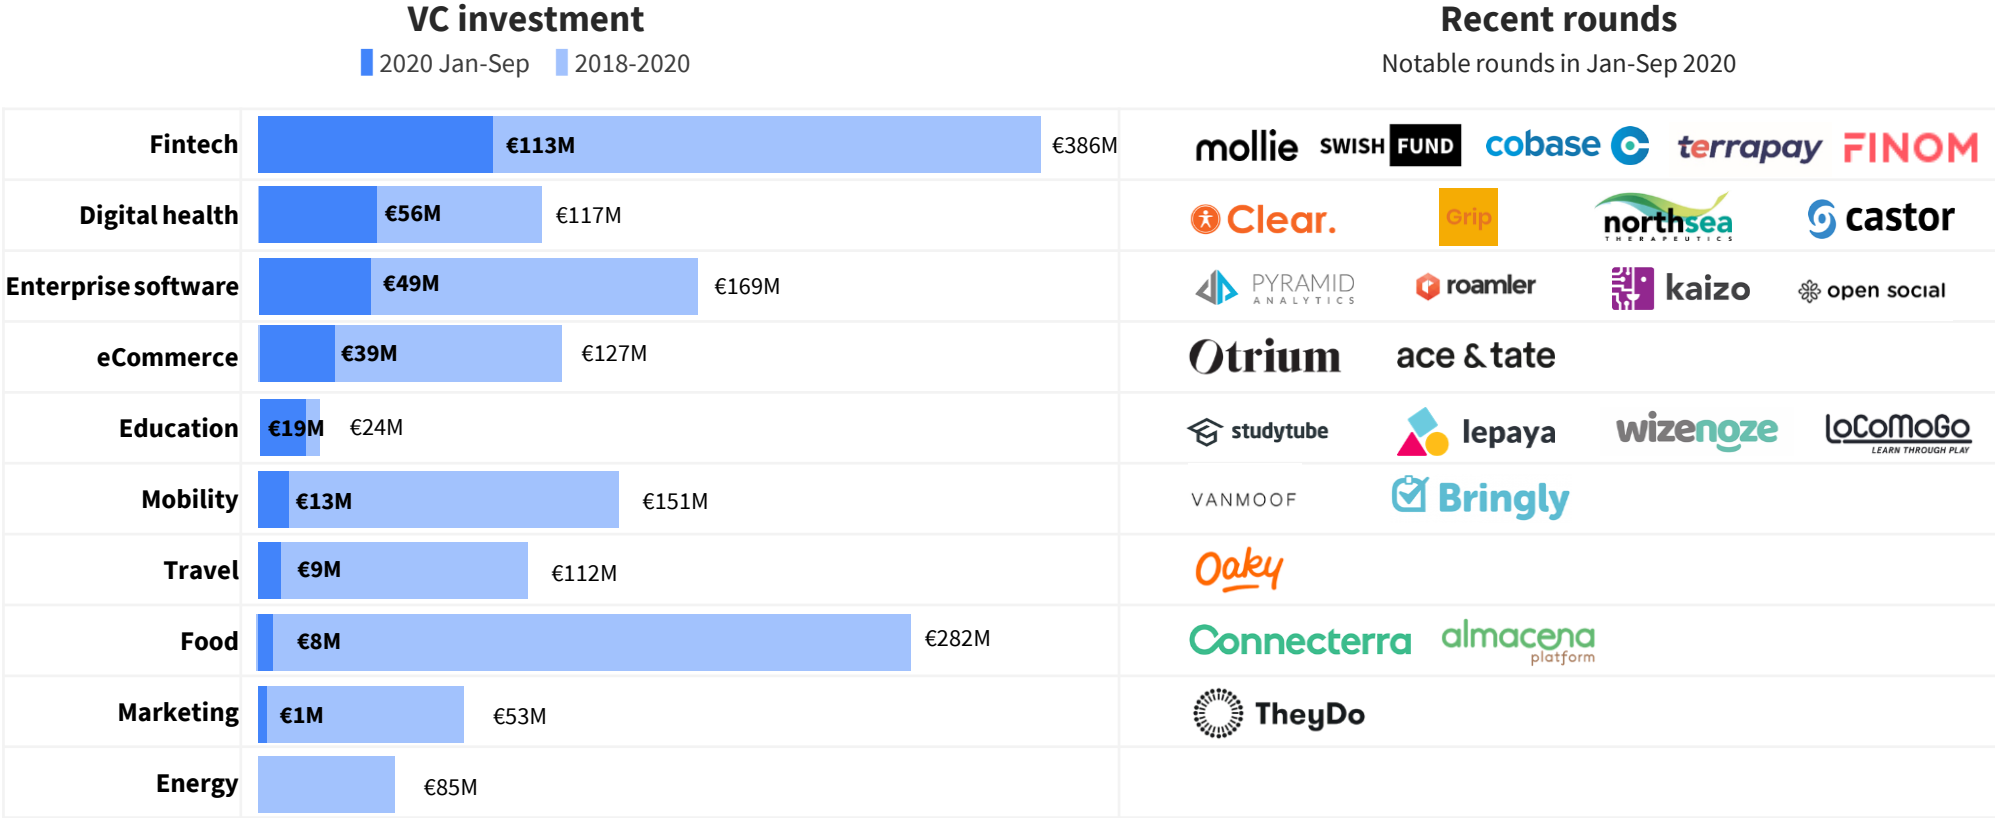 VC investment
2020 Jan-Sep 2018-2020
Recent rounds
Notable rounds in Jan-Sep 2020
Fintech €113M €386M mollie SWISH FUND cobase terrapay FINOM
Digital health €56M €117M Clear. Grip northsea THERAPEUTICS castor
Enterprise software €49M €169M PYRAMID ANALYTICS roamler kaizo open social
eCommerce €39M €127M Otrium ace & tate
Education €19M €24M studytube lepaya wizenoze LoCoMoGo LEARN THROUGH PLAY
Mobility €13M €151M VANMOOF Bringly
Travel €9M €112M Oaky
Food €8M €282M Connecterra almacena platform
Marketing €1M €53M TheyDo
Energy €85M